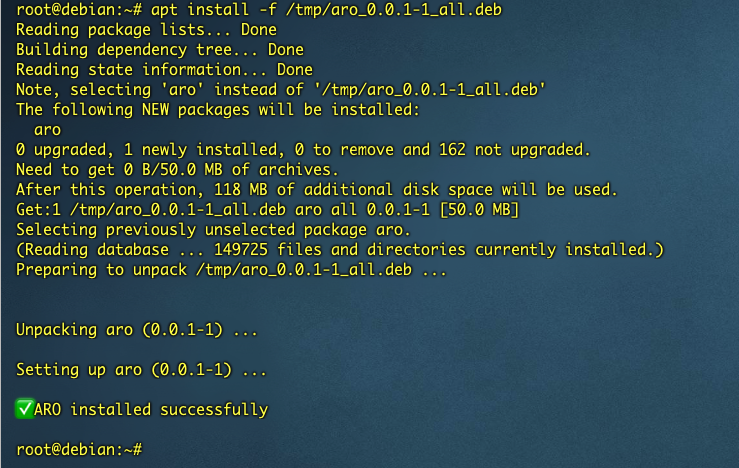 root@debian:~# apt install -f /tmp/aro_0.0.1-1_all.deb
Reading package lists... Done
Building dependency tree... Done
Reading state information... Done
Note, selecting 'aro' instead of '/tmp/aro_0.0.1-1_all.deb'
The following NEW packages will be installed:
  aro
0 upgraded, 1 newly installed, 0 to remove and 162 not upgraded.
Need to get 0 B/50.0 MB of archives.
After this operation, 118 MB of additional disk space will be used.
Get:1 /tmp/aro_0.0.1-1_all.deb aro all 0.0.1-1 [50.0 MB]
Selecting previously unselected package aro.
(Reading database ... 149725 files and directories currently installed.)
Preparing to unpack /tmp/aro_0.0.1-1_all.deb ...
Unpacking aro (0.0.1-1) ...
Setting up aro (0.0.1-1) ...
✅ARO installed successfully
root@debian:~#